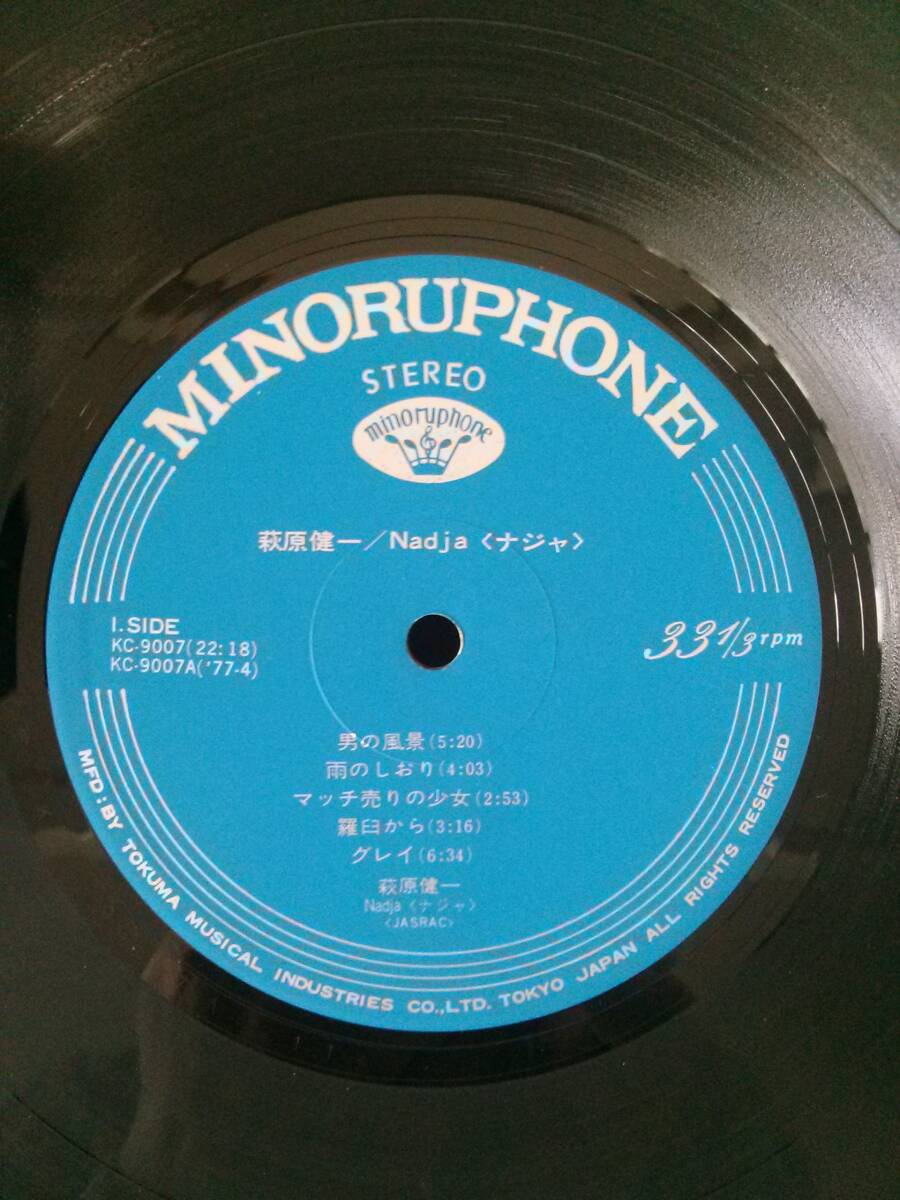 MINORUPHONE
STEREO
minoruphone
萩原健一／Nadja〈ナジャ〉
I. SIDE
KC-9007(22:18)
KC-9007A('77-4)
33 1/3 rpm
男の風景(5:20)
雨のしおり(4:03)
マッチ売りの少女(2:53)
羅臼から(3:16)
グレイ(6:34)
萩原健一
Nadja〈ナジャ〉
〈JASRAC〉
MFD: BY TOKUMA MUSICAL INDUSTRIES CO.,LTD. TOKYO JAPAN ALL RIGHTS RESERVED